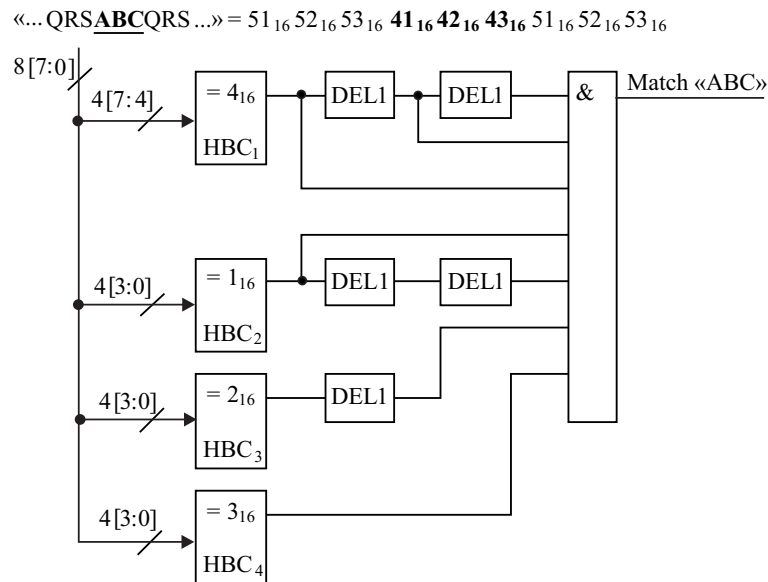 «... QRSABCQRS ...» = 51₁₆ 52₁₆ 53₁₆ 41₁₆ 42₁₆ 43₁₆ 51₁₆ 52₁₆ 53₁₆
8[7:0]
4[7:4]
= 4₁₆
HBC₁
DEL1
DEL1
&
Match «ABC»
4[3:0]
= 1₁₆
HBC₂
DEL1
DEL1
4[3:0]
= 2₁₆
HBC₃
DEL1
4[3:0]
= 3₁₆
HBC₄